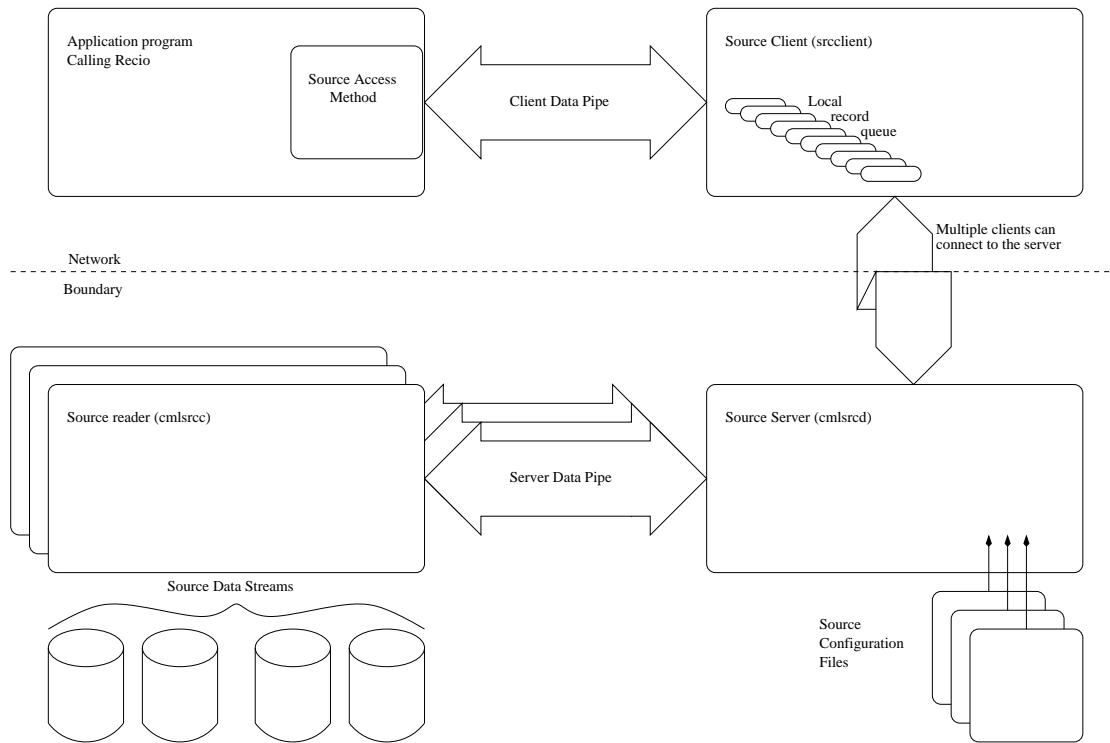 Application program
Calling Recio
Source Access
Method
Client Data Pipe
Source Client (srcclient)
Local
record
queue
Multiple clients can
connect to the server
Network
Boundary
Source reader (cmlsrcc)
Server Data Pipe
Source Server (cmlsrcd)
Source Data Streams
Source
Configuration
Files